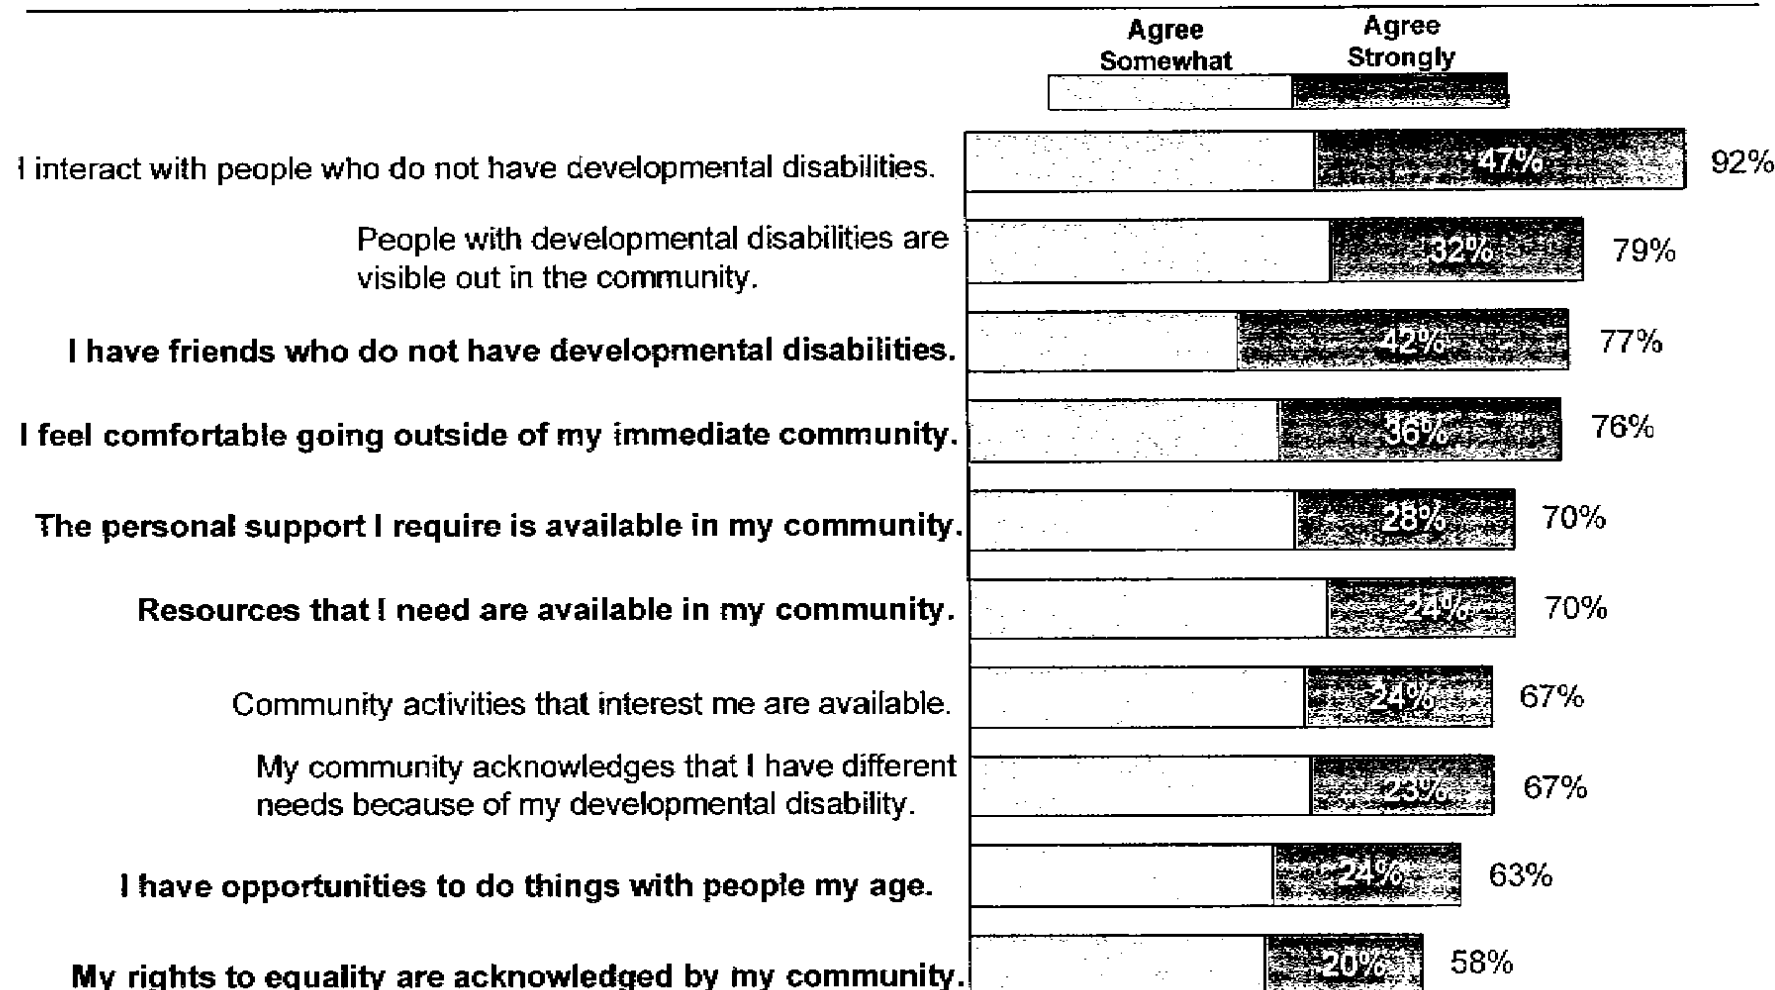 Agree Somewhat
Agree Strongly
I interact with people who do not have developmental disabilities.
47%
92%
People with developmental disabilities are
visible out in the community.
32%
79%
I have friends who do not have developmental disabilities.
42%
77%
I feel comfortable going outside of my immediate community.
36%
76%
The personal support I require is available in my community.
28%
70%
Resources that I need are available in my community.
24%
70%
Community activities that interest me are available.
24%
67%
My community acknowledges that I have different
needs because of my developmental disability.
23%
67%
I have opportunities to do things with people my age.
24%
63%
My rights to equality are acknowledged by my community.
20%
58%